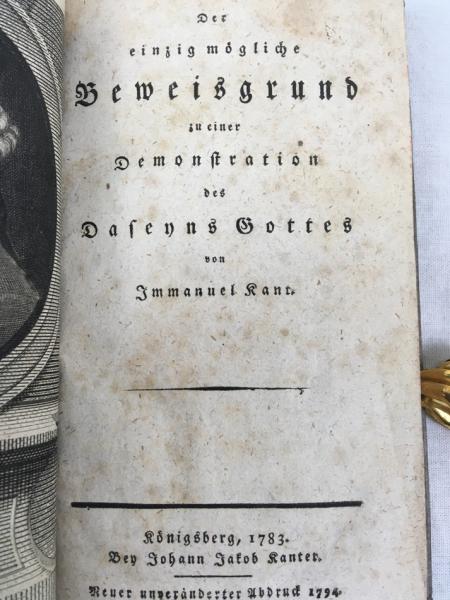 Der
einzig mögliche
Beweisgrund
zu einer
Demonſtration
des
Daſeyns Gottes
von
Immanuel Kant.
Königsberg, 1783.
Bey Johann Jakob Kanter.
Neuer unveränderter Abdruck 1794.